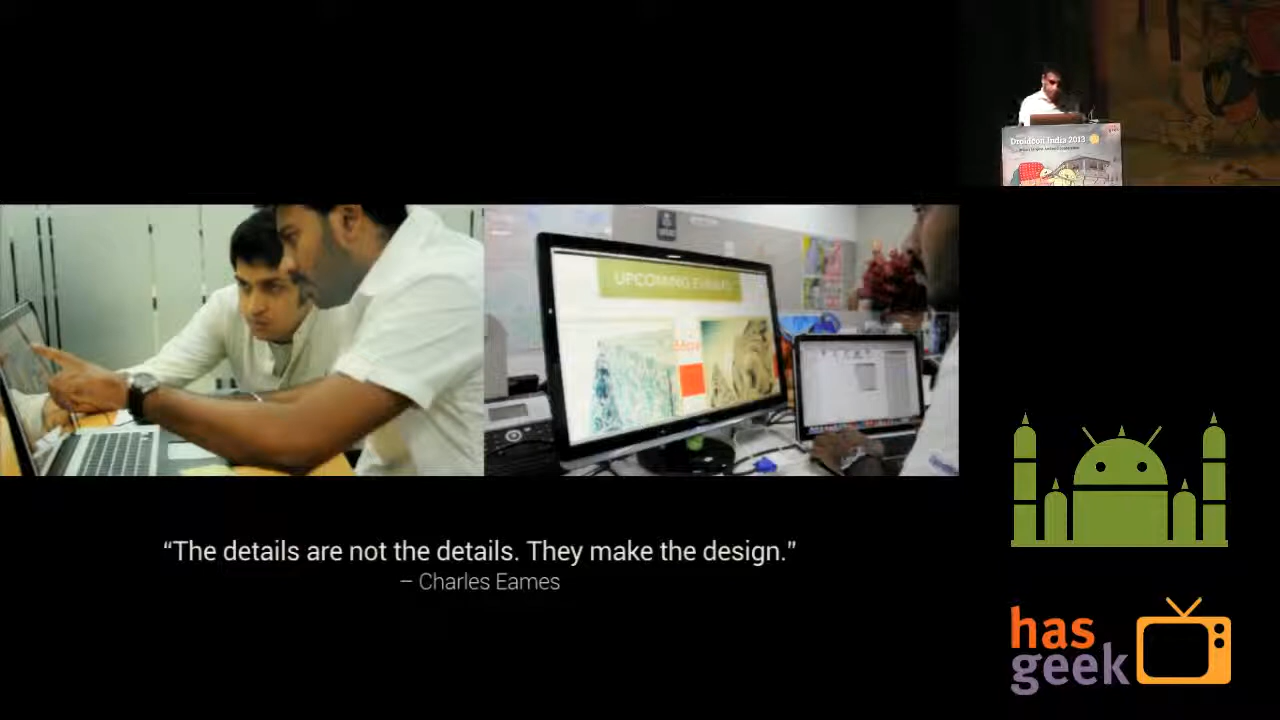 Droidcon India 2013
UPCOMING EVENTS
“The details are not the details. They make the design.”
– Charles Eames
has
geek